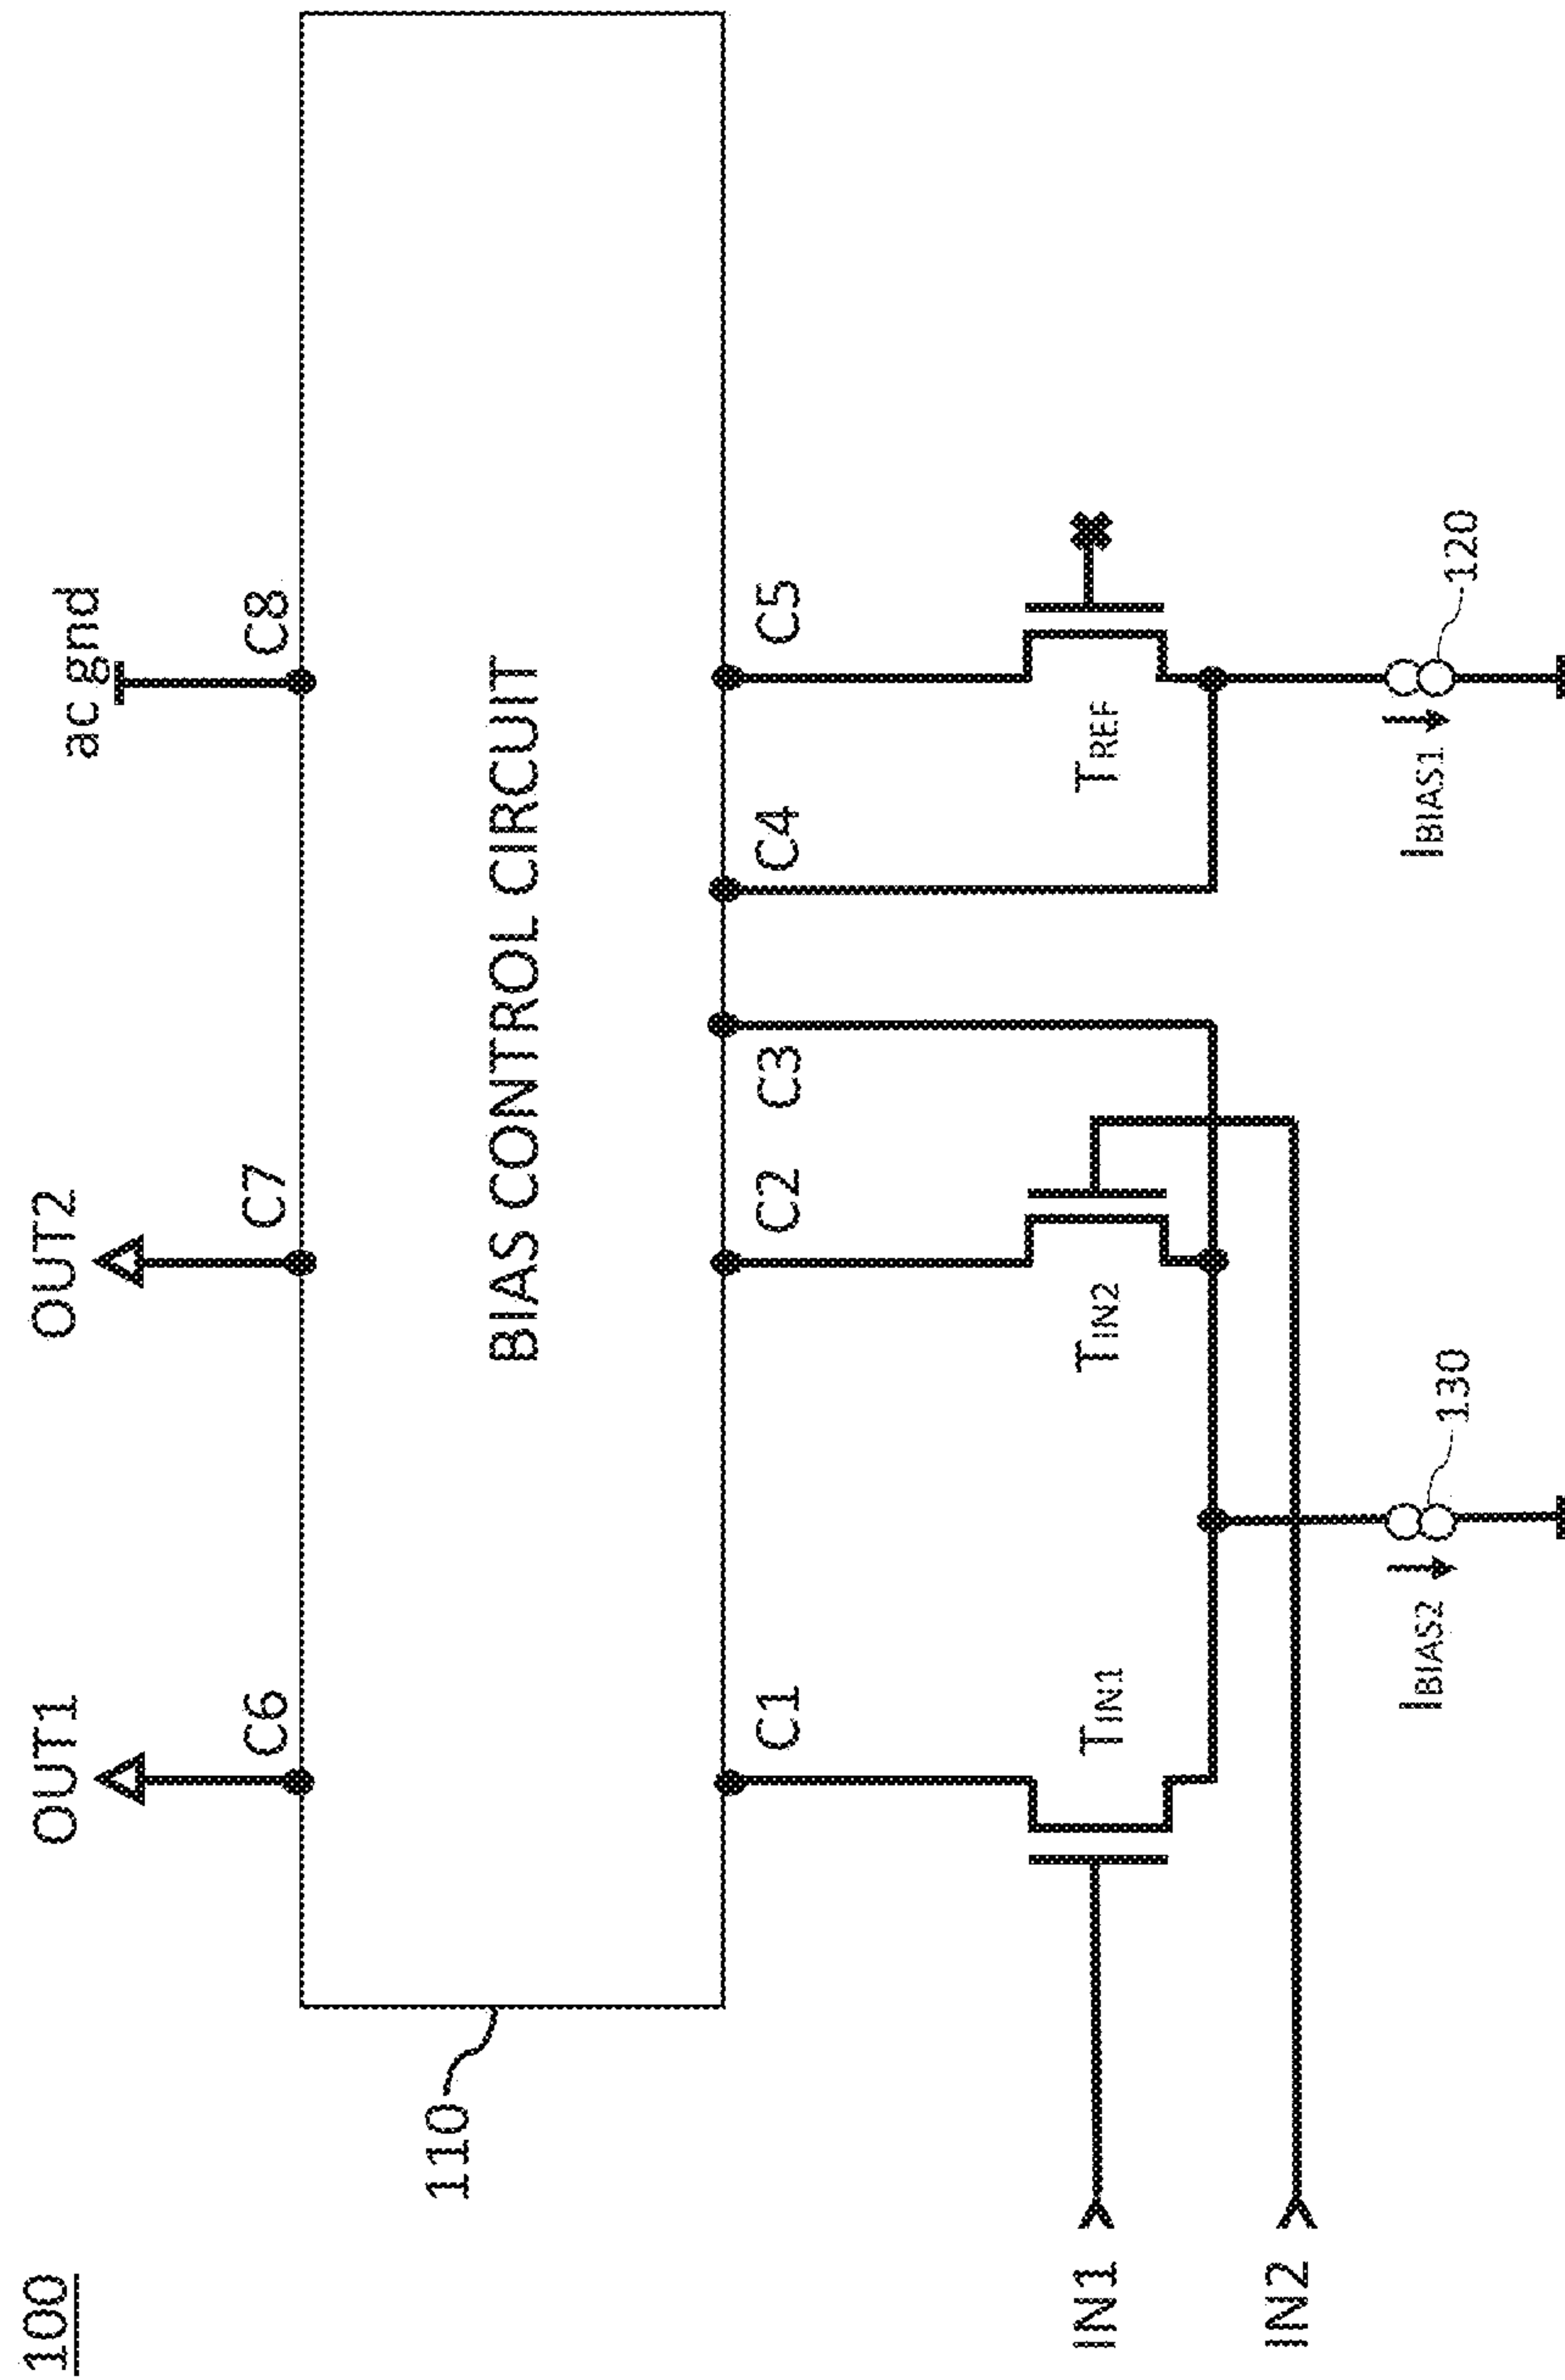 100
OUT1
OUT2
ac gnd
C6
C7
C8
110
BIAS CONTROL CIRCUIT
C1
C2
C3
C4
C5
IN1
TIN1
TIN2
TREF
IN2
IBIAS2
130
IBIAS1
120